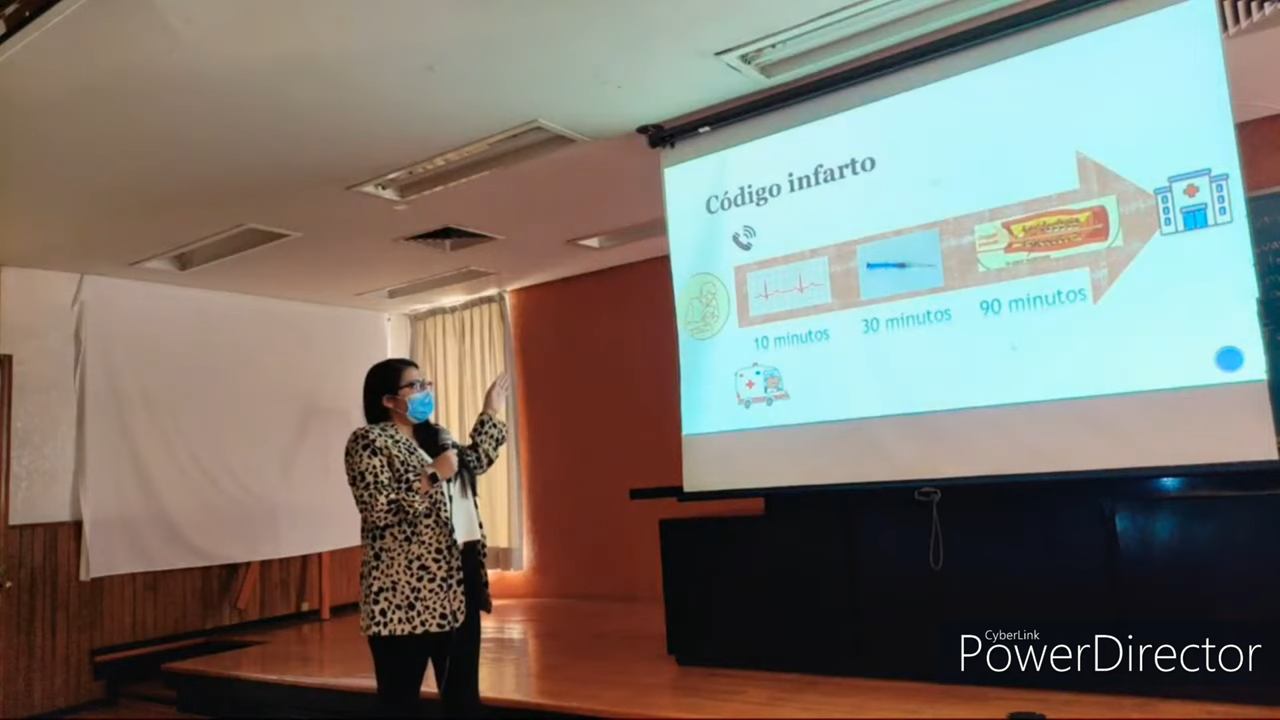 Código infarto
10 minutos
30 minutos
90 minutos
CyberLink
PowerDirector